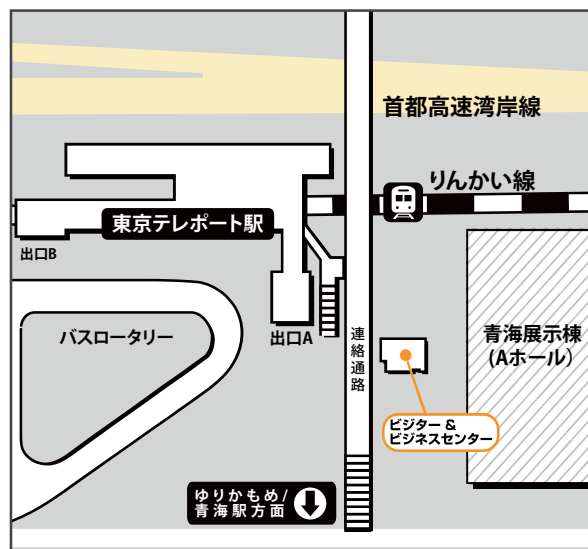 首都高速湾岸線
りんかい線
東京テレポート駅
出口B
バスロータリー
出口A
連絡通路
青海展示棟
(Aホール)
ビジター &
ビジネスセンター
ゆりかもめ/
青海駅方面